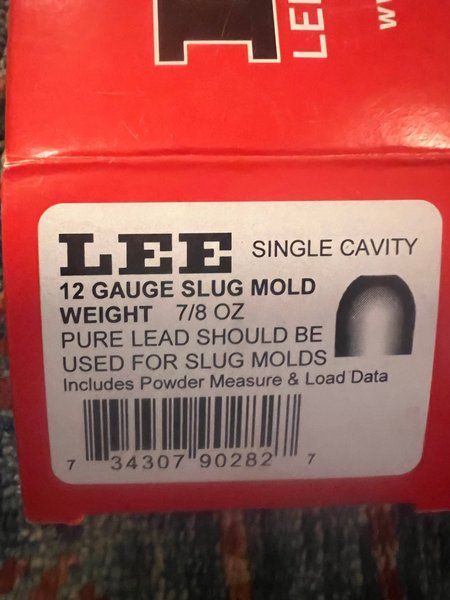 LEE
LEE SINGLE CAVITY
12 GAUGE SLUG MOLD
WEIGHT 7/8 OZ
PURE LEAD SHOULD BE
USED FOR SLUG MOLDS
Includes Powder Measure & Load Data
7 34307 90282 7